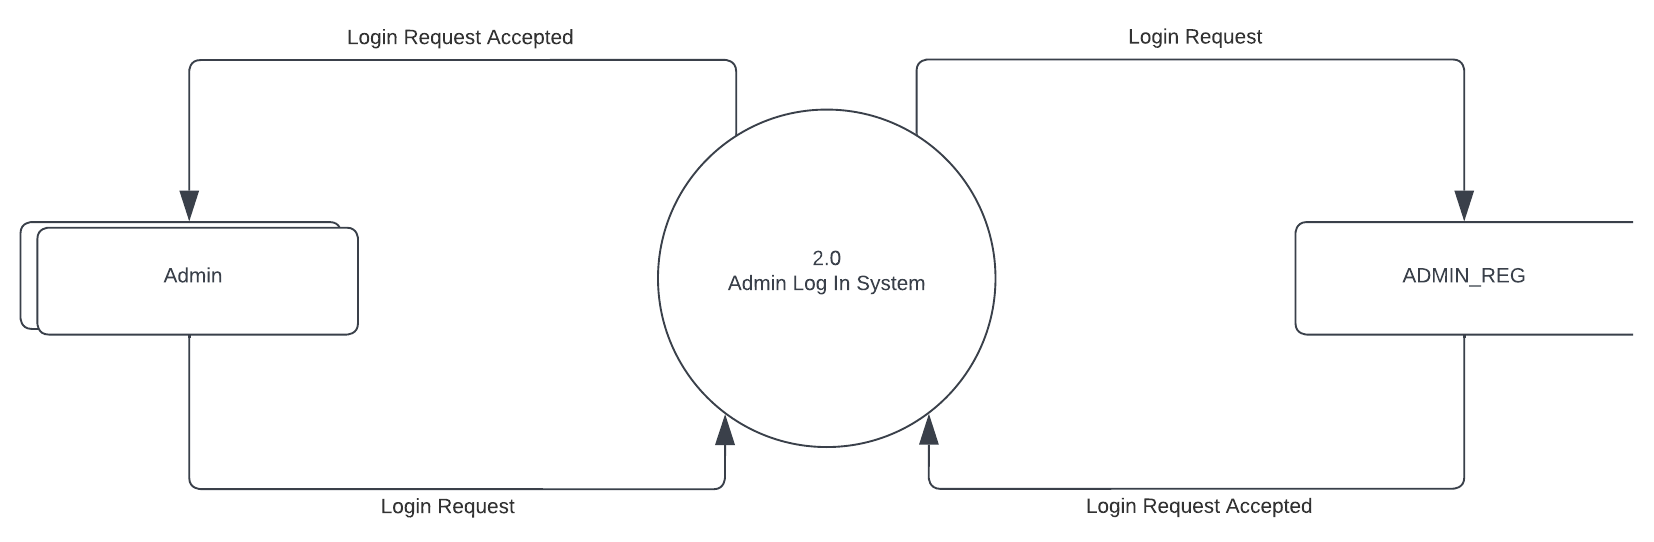 Login Request Accepted
Login Request
Admin
2.0
Admin Log In System
ADMIN_REG
Login Request
Login Request Accepted